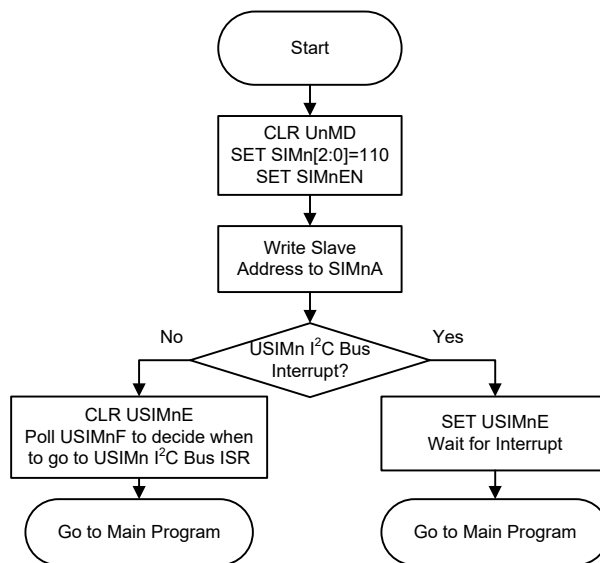 Start
CLR UnMD
SET SIMn[2:0]=110
SET SIMnEN
Write Slave
Address to SIMnA
No
Yes
USIMn I²C Bus
Interrupt?
CLR USIMnE
Poll USIMnF to decide when
to go to USIMn I²C Bus ISR
SET USIMnE
Wait for Interrupt
Go to Main Program
Go to Main Program